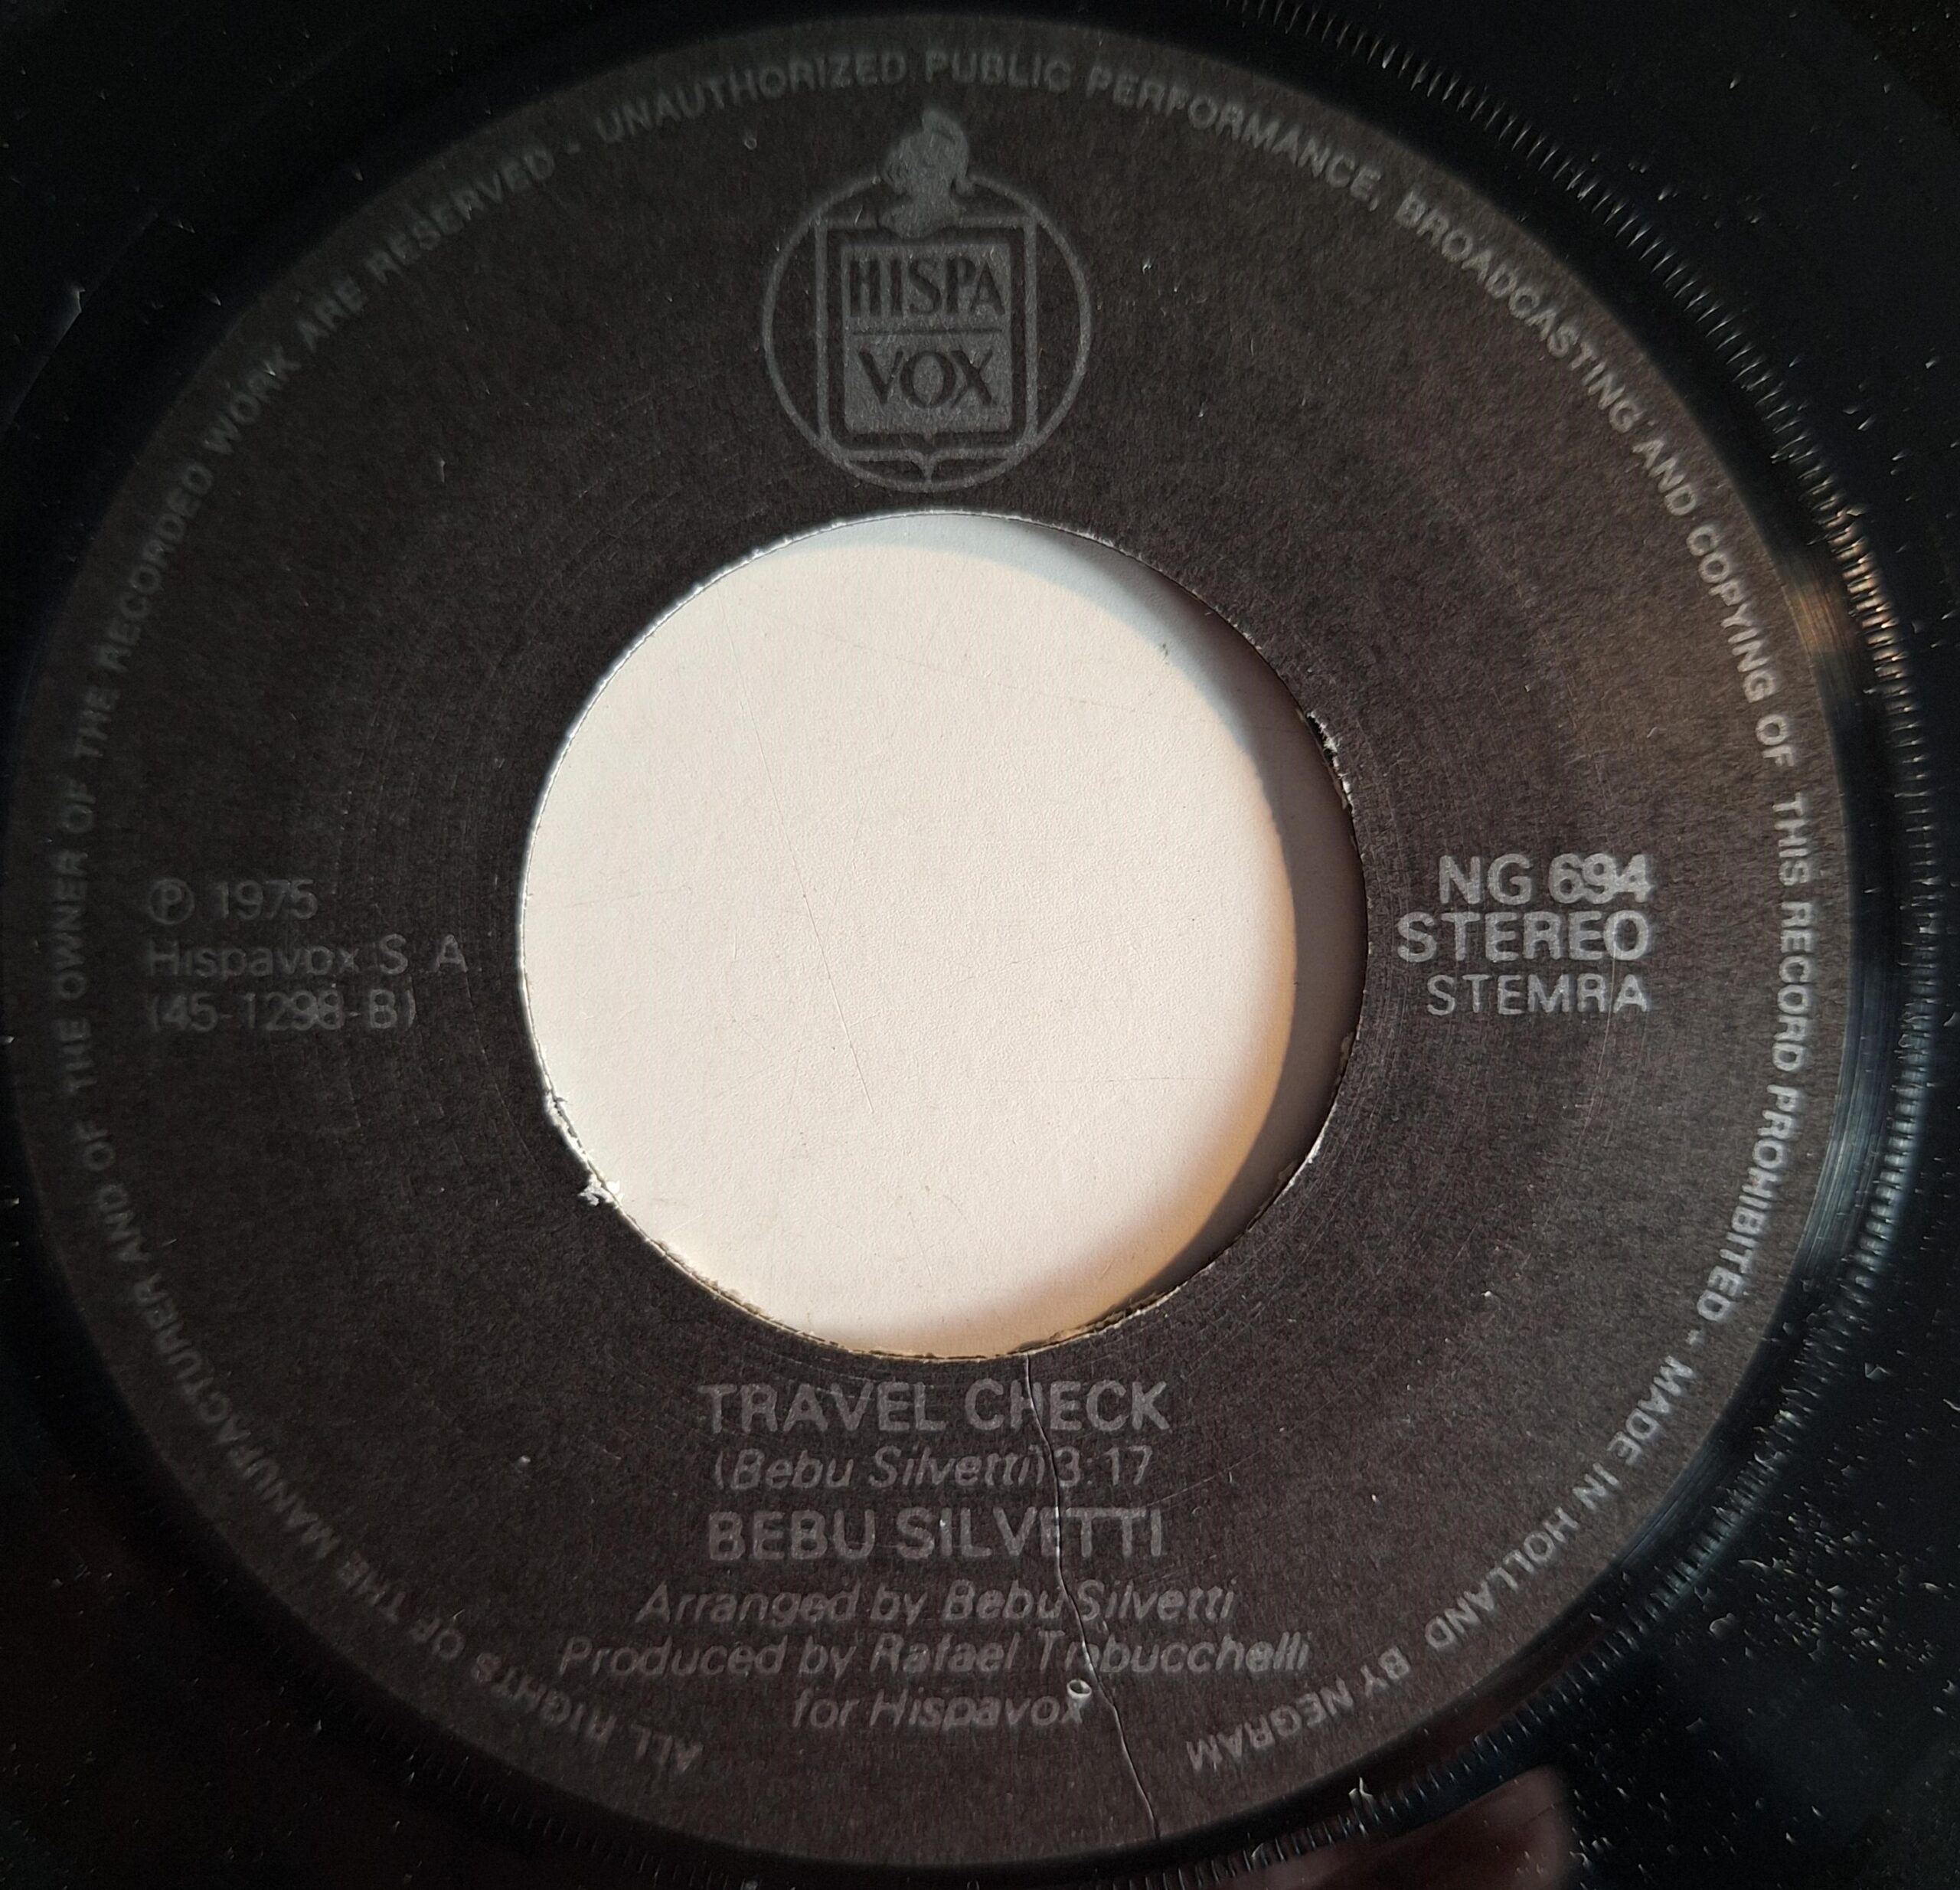 ALL RIGHTS OF THE MANUFACTURER AND OF THE OWNER OF THE RECORDED WORK ARE RESERVED - UNAUTHORIZED PUBLIC PERFORMANCE, BROADCASTING AND COPYING OF THIS RECORD PROHIBITED - MADE IN HOLLAND BY NEGRAM
HISPA
VOX
℗ 1975
Hispavox S A
(45-1298-B)
NG 694
STEREO
STEMRA
TRAVEL CHECK
(Bebu Silvetti) 3:17
BEBU SILVETTI
Arranged by Bebu Silvetti
Produced by Rafael Trabucchelli
for Hispavox